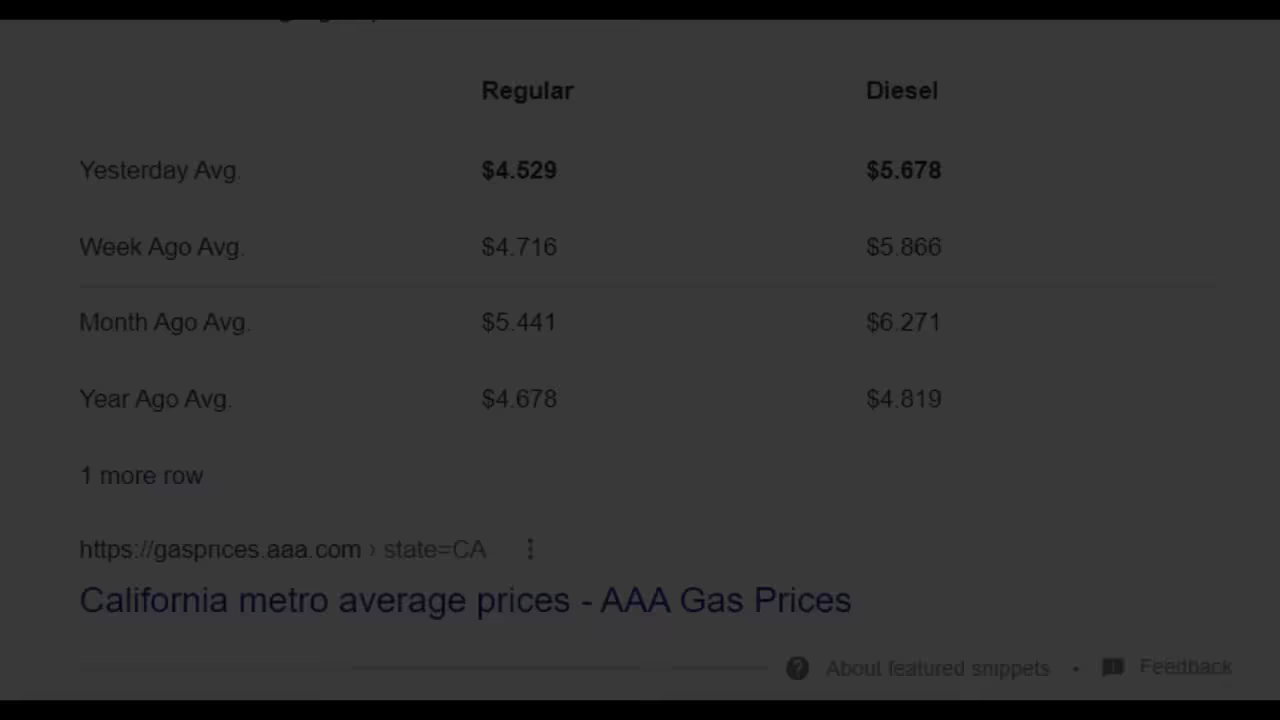 Regular Diesel
Yesterday Avg. $4.529 $5.678
Week Ago Avg. $4.716 $5.866
Month Ago Avg. $5.441 $6.271
Year Ago Avg. $4.678 $4.819
1 more row
https://gasprices.aaa.com › state=CA
California metro average prices - AAA Gas Prices
About featured snippets • Feedback